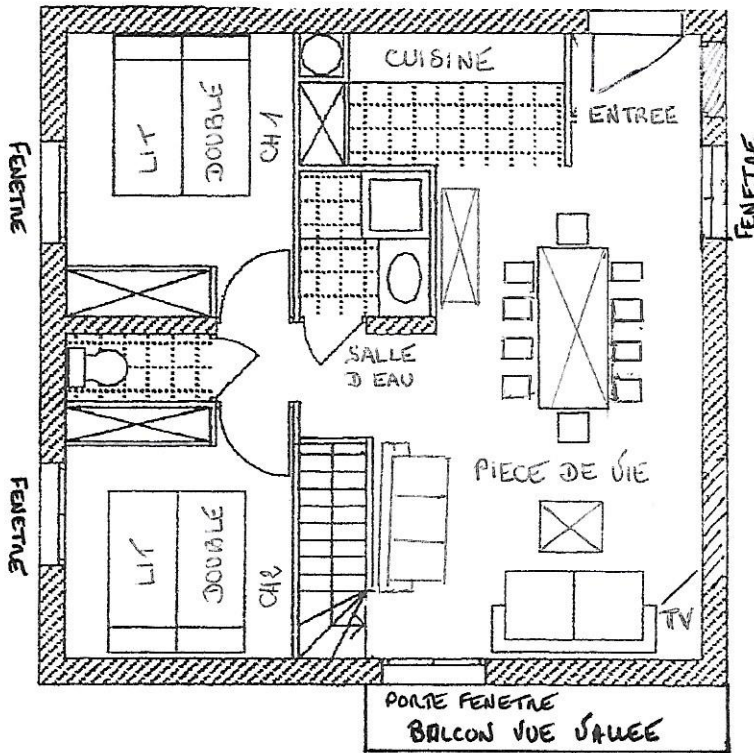 CUISINE
ENTREE
LIT
DOUBLE
CH1
FENETRE
FENETRE
SALLE
D EAU
PIECE DE VIE
FENETRE
LIT
DOUBLE
CH2
TV
PORTE FENETRE
BALCON VUE VALLEE